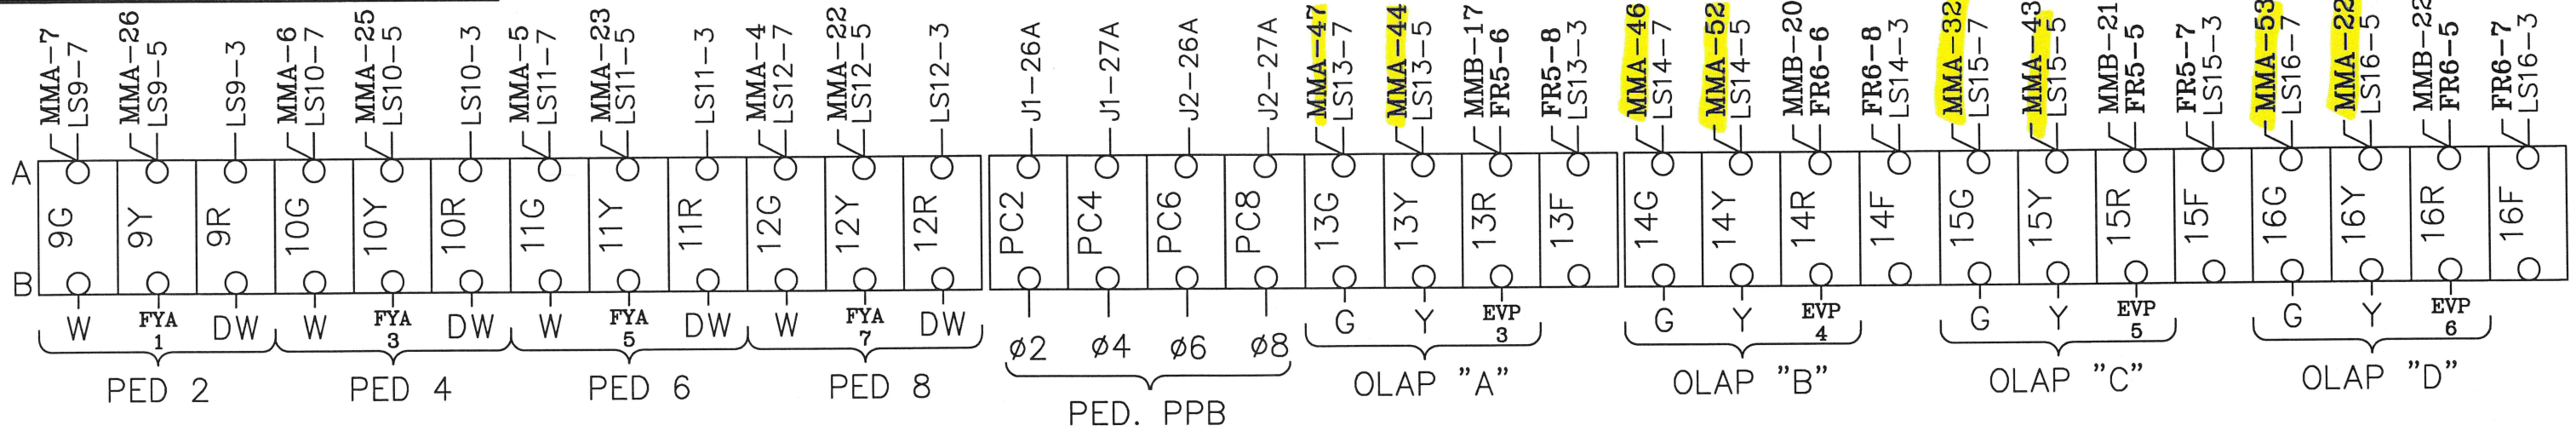 MMA-7 LS9-7 MMA-26 LS9-5 LS9-3 MMA-6 LS10-7 MMA-25 LS10-5 LS10-3 MMA-5 LS11-7 MMA-23 LS11-5 LS11-3 MMA-4 LS12-7 MMA-22 LS12-5 LS12-3 J1-26A J1-27A J2-26A J2-27A MMA-47 LS13-7 MMA-44 LS13-5 MMB-17 FR5-6 FR5-8 LS13-3 MMA-46 LS14-7 MMA-52 LS14-5 MMB-20 FR6-6 FR6-8 LS14-3 MMA-32 LS15-7 MMA-43 LS15-5 MMB-21 FR5-5 FR5-7 LS15-3 MMA-53 LS16-7 MMA-22 LS16-5 MMB-22 FR6-5 FR6-7 LS16-3
A
9G 9Y 9R 10G 10Y 10R 11G 11Y 11R 12G 12Y 12R PC2 PC4 PC6 PC8 13G 13Y 13R 13F 14G 14Y 14R 14F 15G 15Y 15R 15F 16G 16Y 16R 16F
B
W FYA 1 DW W FYA 3 DW W FYA 5 DW W FYA 7 DW ø2 ø4 ø6 ø8 G Y EVP 3 G Y EVP 4 G Y EVP 5 G Y EVP 6
PED 2 PED 4 PED 6 PED 8 PED. PPB OLAP "A" OLAP "B" OLAP "C" OLAP "D"